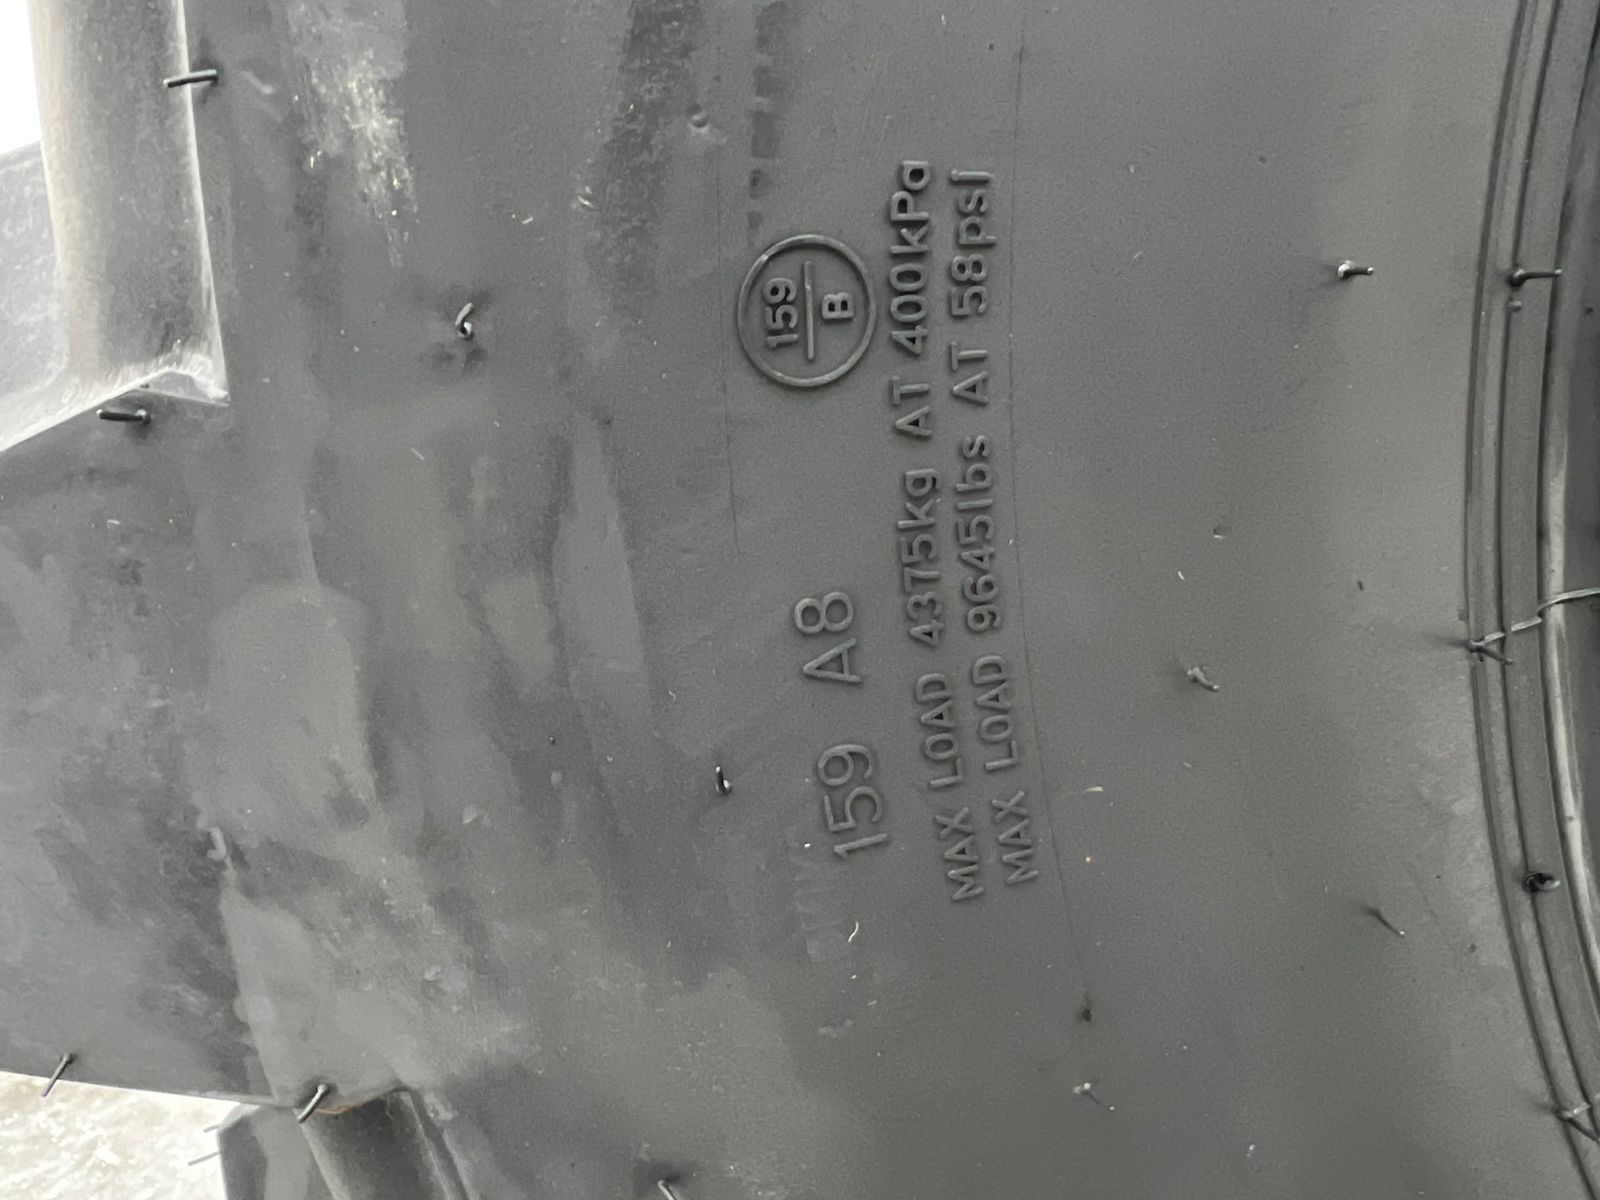 159
B
159 A8
MAX LOAD 4375kg AT 400kPa
MAX LOAD 9645lbs AT 58psi